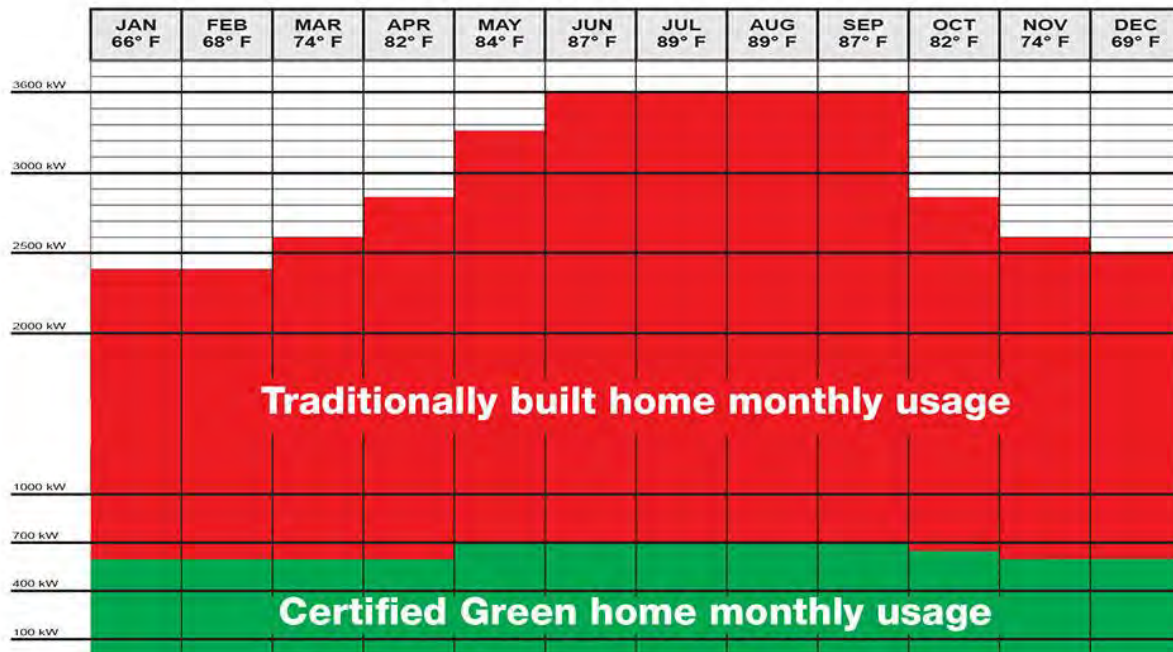 JAN FEB MAR APR MAY JUN JUL AUG SEP OCT NOV DEC
66° F 68° F 74° F 82° F 84° F 87° F 89° F 89° F 87° F 82° F 74° F 69° F
3600 kW
3000 kW
2500 kW
2000 kW
Traditionally built home monthly usage
1000 kW
700 kW
400 kW
Certified Green home monthly usage
100 kW